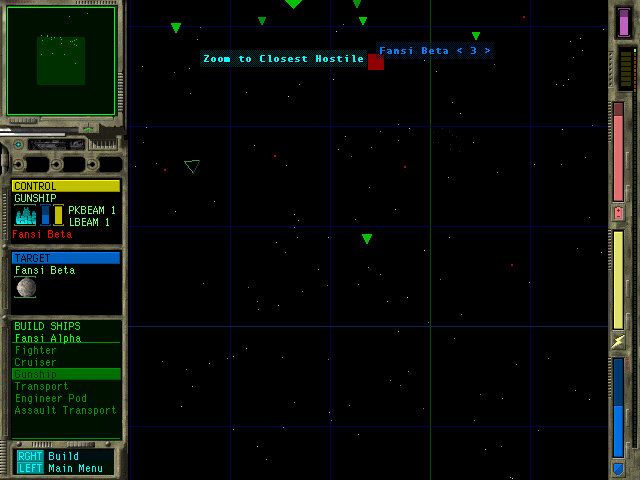 Zoom to Closest Hostile
Fansi Beta < 3 >
CONTROL
GUNSHIP
PKBEAM 1
LBEAM 1
Fansi Beta
TARGET
Fansi Beta
BUILD SHIPS
Fansi Alpha
Fighter
Cruiser
Gunship
Transport
Engineer Pod
Assault Transport
RGHT Build
LEFT Main Menu